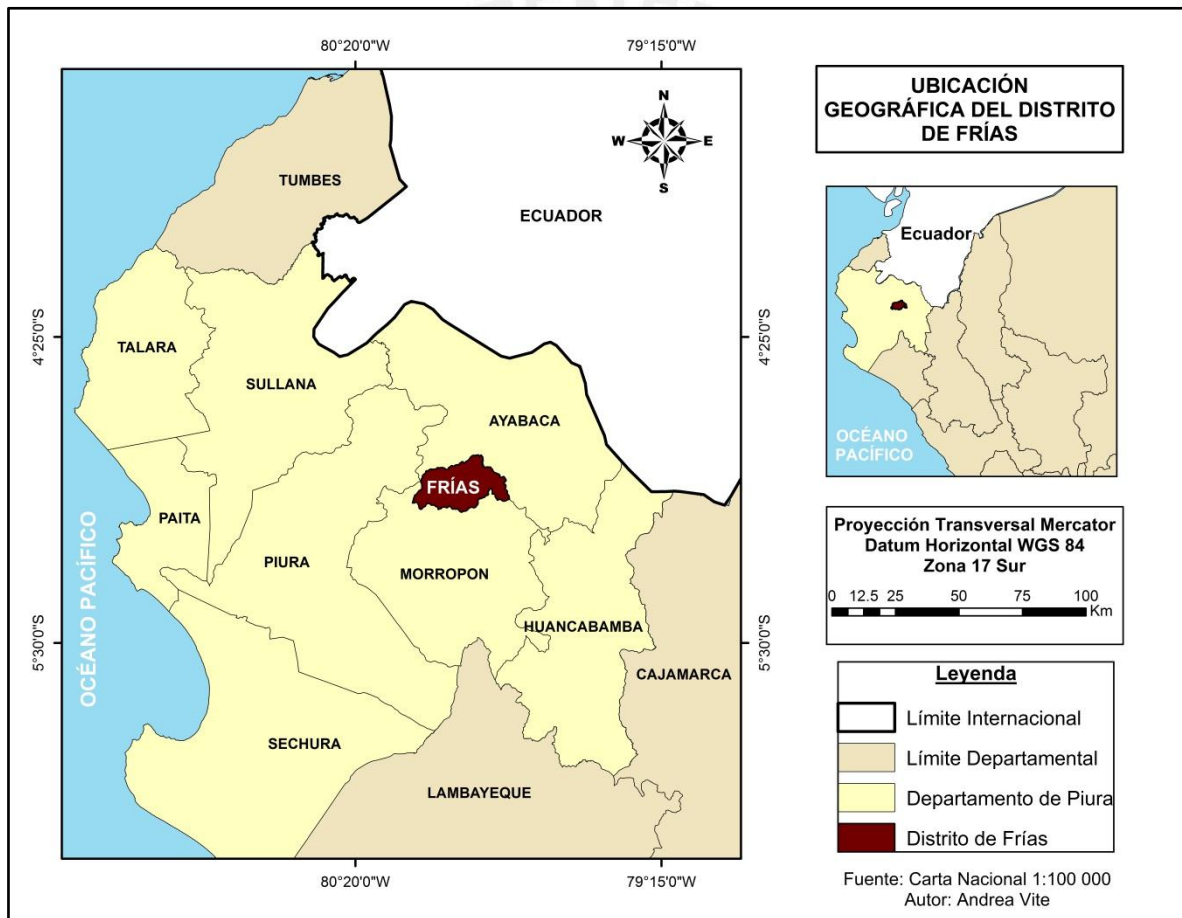 80°20'0"W
79°15'0"W
N
W
E
S
TUMBES
ECUADOR
4°25'0"S
4°25'0"S
TALARA
SULLANA
AYABACA
FRÍAS
PAITA
PIURA
MORROPON
HUANCABAMBA
5°30'0"S
5°30'0"S
CAJAMARCA
OCÉANO PACÍFICO
SECHURA
LAMBAYEQUE
80°20'0"W
79°15'0"W
UBICACIÓN
GEOGRÁFICA DEL DISTRITO
DE FRÍAS
Ecuador
OCÉANO
PACÍFICO
Proyección Transversal Mercator
Datum Horizontal WGS 84
Zona 17 Sur
0 12.5 25 50 75 100
Km
Leyenda
Límite Internacional
Límite Departamental
Departamento de Piura
Distrito de Frías
Fuente: Carta Nacional 1:100 000
Autor: Andrea Vite